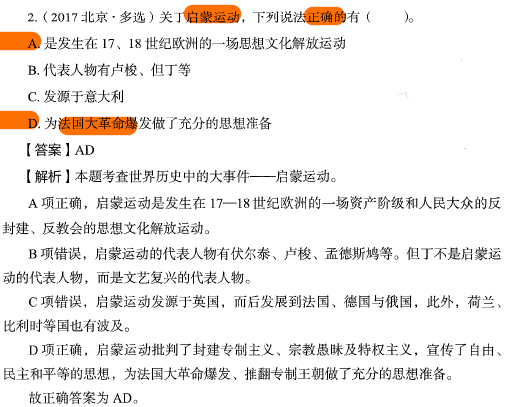 2.（2017 北京·多选）关于启蒙运动，下列说法正确的有（　　）。
A. 是发生在 17、18 世纪欧洲的一场思想文化解放运动
B. 代表人物有卢梭、但丁等
C. 发源于意大利
D. 为法国大革命爆发做了充分的思想准备
【答案】AD
【解析】本题考查世界历史中的大事件——启蒙运动。
A 项正确，启蒙运动是发生在 17—18 世纪欧洲的一场资产阶级和人民大众的反
封建、反教会的思想文化解放运动。
B 项错误，启蒙运动的代表人物有伏尔泰、卢梭、孟德斯鸠等。但丁不是启蒙运
动的代表人物，而是文艺复兴的代表人物。
C 项错误，启蒙运动发源于英国，而后发展到法国、德国与俄国，此外，荷兰、
比利时等国也有波及。
D 项正确，启蒙运动批判了封建专制主义、宗教愚昧及特权主义，宣传了自由、
民主和平等的思想，为法国大革命爆发、推翻专制王朝做了充分的思想准备。
故正确答案为 AD。